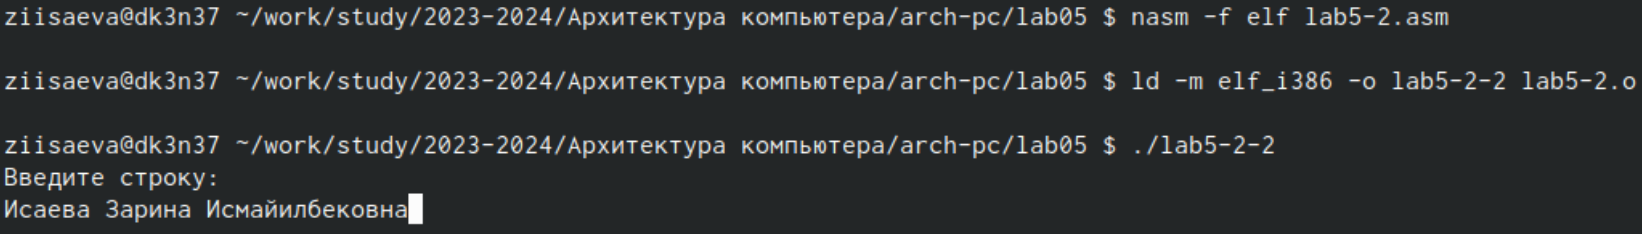 ziisaeva@dk3n37 ~/work/study/2023-2024/Архитектура компьютера/arch-pc/lab05 $ nasm -f elf lab5-2.asm
ziisaeva@dk3n37 ~/work/study/2023-2024/Архитектура компьютера/arch-pc/lab05 $ ld -m elf_i386 -o lab5-2-2 lab5-2.o
ziisaeva@dk3n37 ~/work/study/2023-2024/Архитектура компьютера/arch-pc/lab05 $ ./lab5-2-2
Введите строку:
Исаева Зарина Исмайилбековна